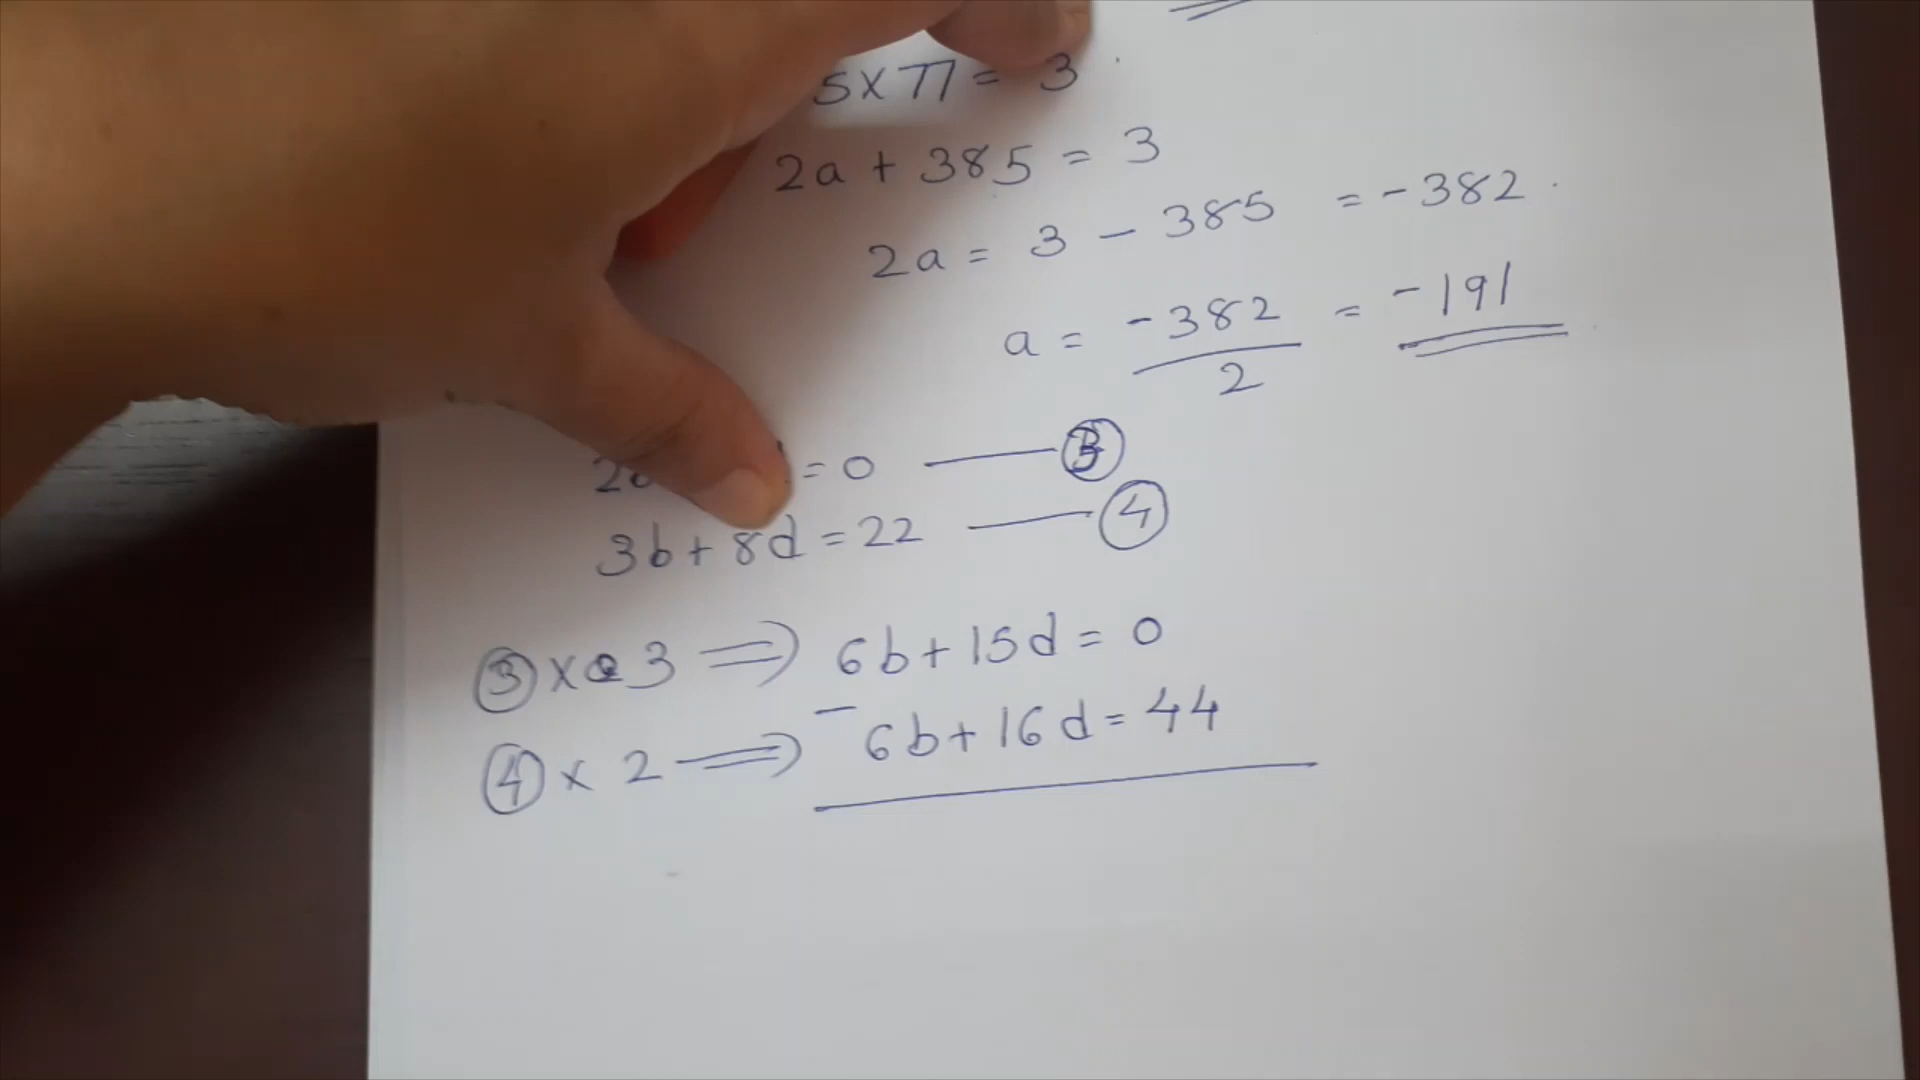 5x77 = 3
2a + 385 = 3
2a = 3 - 385 = -382
a = -382/2 = -191
= 0 —— ③
3b + 8d = 22 —— ④
③ x 3 ⟹ 6b + 15d = 0
④ x 2 ⟹ - 6b + 16d = 44